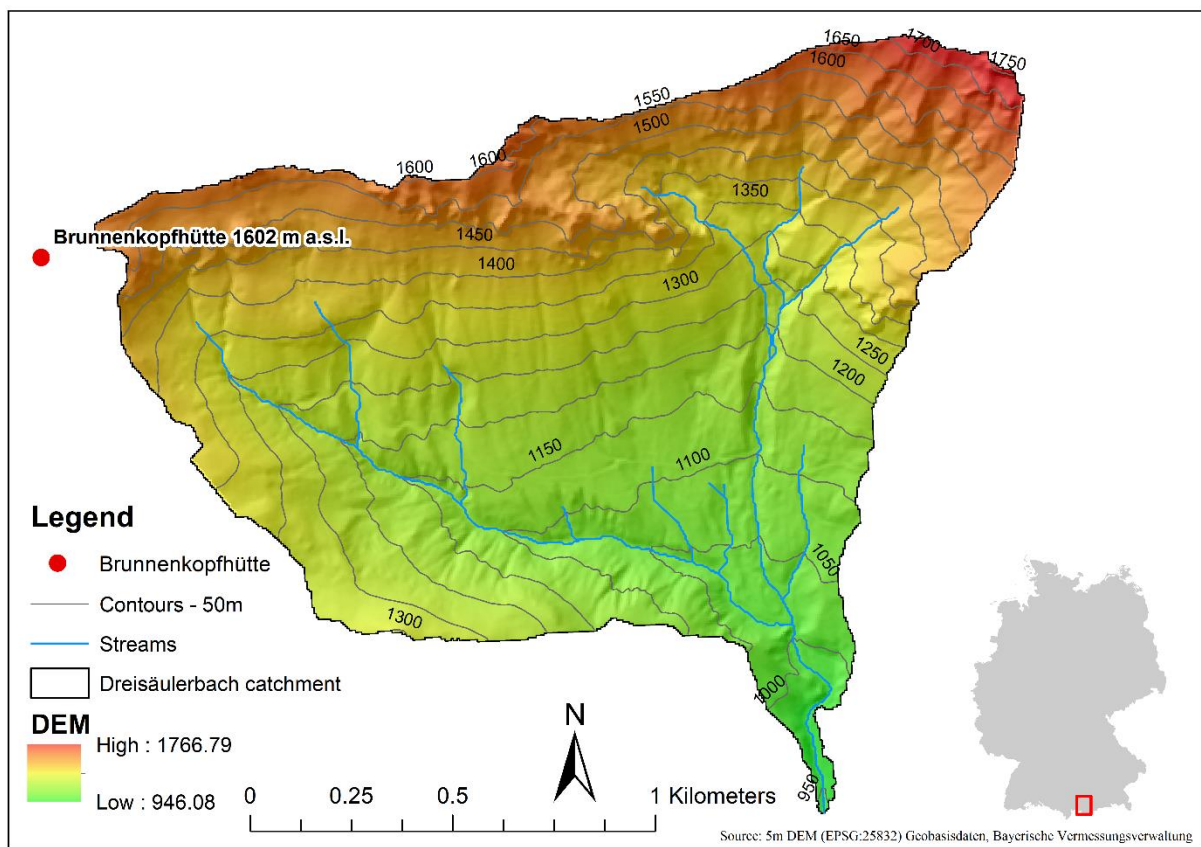 1650
1700
1750
1600
1550
1500
1600
1600
1350
Brunnenkopfhütte 1602 m a.s.l.
1450
1400
1300
1250
1200
1150
1100
1050
1300
1000
950
Legend
Brunnenkopfhütte
Contours - 50m
Streams
Dreisäulerbach catchment
DEM
High : 1766.79
Low : 946.08
N
0 0.25 0.5 1 Kilometers
Source: 5m DEM (EPSG:25832) Geobasisdaten, Bayerische Vermessungsverwaltung